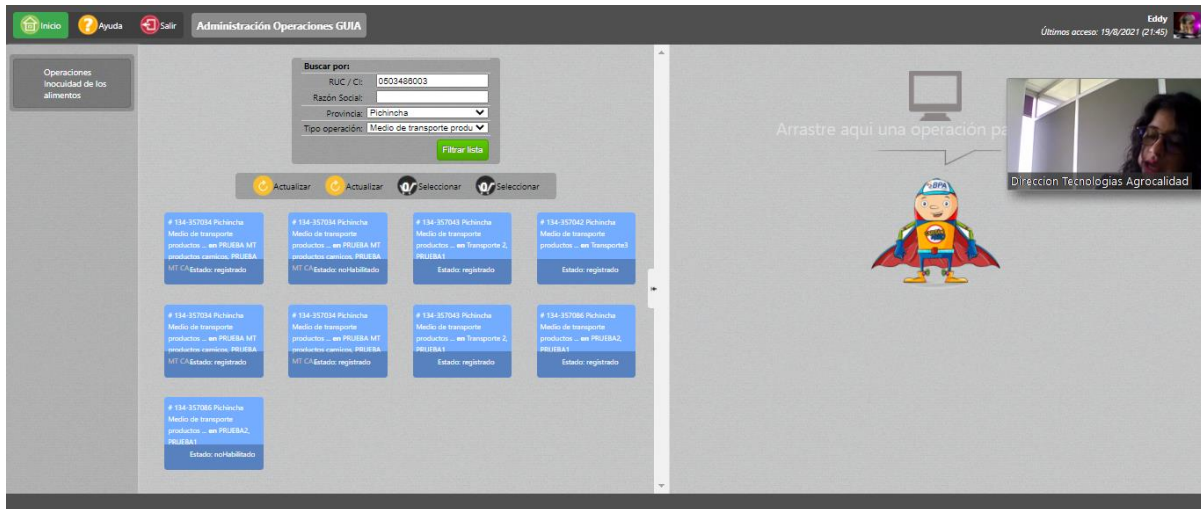 Inicio
Ayuda
Salir
Administración Operaciones GUIA
Eddy
Últimos acceso: 19/8/2021 (21:45)
Operaciones
Inocuidad de los
alimentos
Buscar por:
RUC / CI: 0503486003
Razón Social:
Provincia: Pichincha
Tipo operación: Medio de transporte produ
Filtrar lista
Actualizar
Actualizar
Seleccionar
Seleccionar
# 134-357034 Pichincha
Medio de transporte
productos ... en PRUEBA MT
productos carnicos, PRUEBA
MT CA Estado: registrado
# 134-357034 Pichincha
Medio de transporte
productos ... en PRUEBA MT
productos carnicos, PRUEBA
MT CA Estado: noHabilitado
# 134-357043 Pichincha
Medio de transporte
productos ... en Transporte 2,
PRUEBA1
Estado: registrado
# 134-357042 Pichincha
Medio de transporte
productos ... en Transporte3
Estado: registrado
# 134-357034 Pichincha
Medio de transporte
productos ... en PRUEBA MT
productos carnicos, PRUEBA
MT CA Estado: registrado
# 134-357034 Pichincha
Medio de transporte
productos ... en PRUEBA MT
productos carnicos, PRUEBA
MT CA Estado: registrado
# 134-357043 Pichincha
Medio de transporte
productos ... en Transporte 2,
PRUEBA1
Estado: registrado
# 134-357086 Pichincha
Medio de transporte
productos ... en PRUEBA2,
PRUEBA1
Estado: registrado
# 134-357086 Pichincha
Medio de transporte
productos ... en PRUEBA2,
PRUEBA1
Estado: noHabilitado
Arrastre aqui una operación pa
Direccion Tecnologias Agrocalidad
BPA